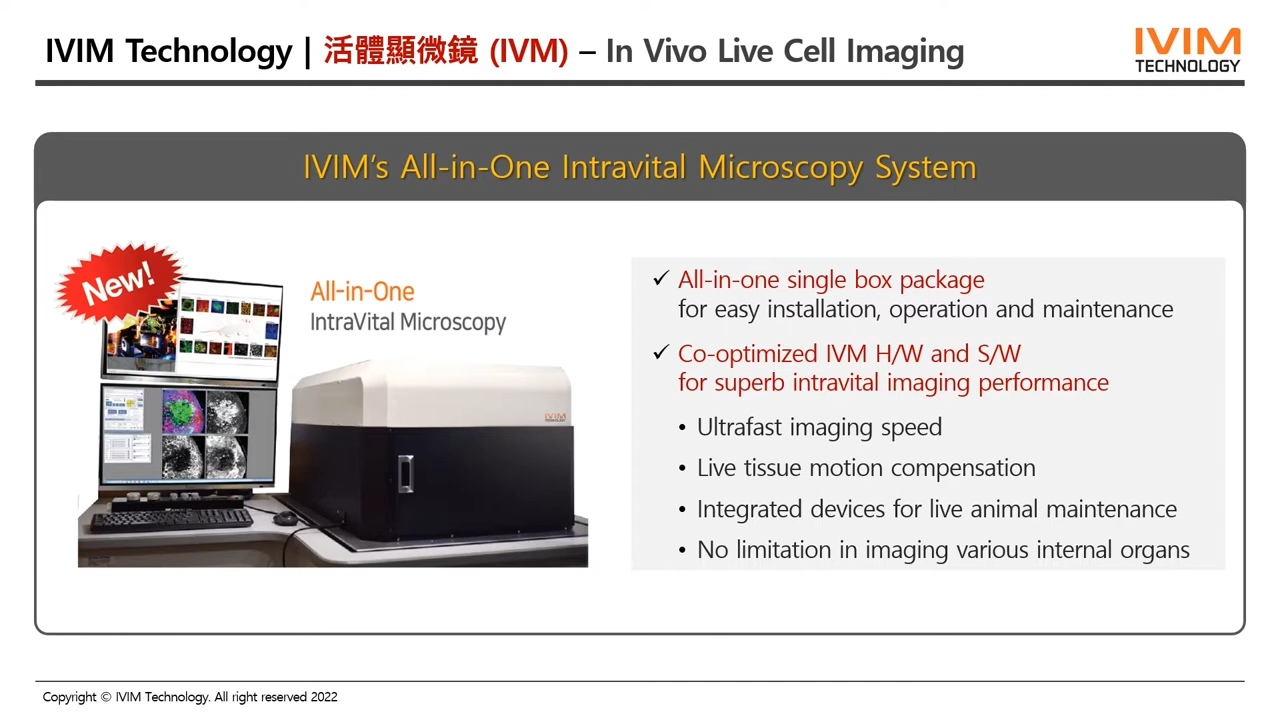 IVIM Technology | 活體顯微鏡 (IVM) – In Vivo Live Cell Imaging
IVIM
TECHNOLOGY
IVIM's All-in-One Intravital Microscopy System
New!
All-in-One
IntraVital Microscopy
IVIM
TECHNOLOGY
✓ All-in-one single box package
for easy installation, operation and maintenance
✓ Co-optimized IVM H/W and S/W
for superb intravital imaging performance
• Ultrafast imaging speed
• Live tissue motion compensation
• Integrated devices for live animal maintenance
• No limitation in imaging various internal organs
Copyright © IVIM Technology. All right reserved 2022